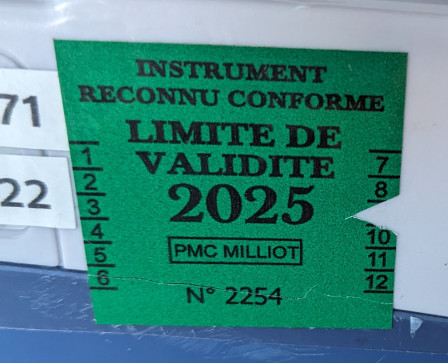 INSTRUMENT
RECONNU CONFORME
LIMITE DE
VALIDITE
2025
PMC MILLIOT
N° 2254
1
2
3
4
5
6
7
8
10
11
12
71
22